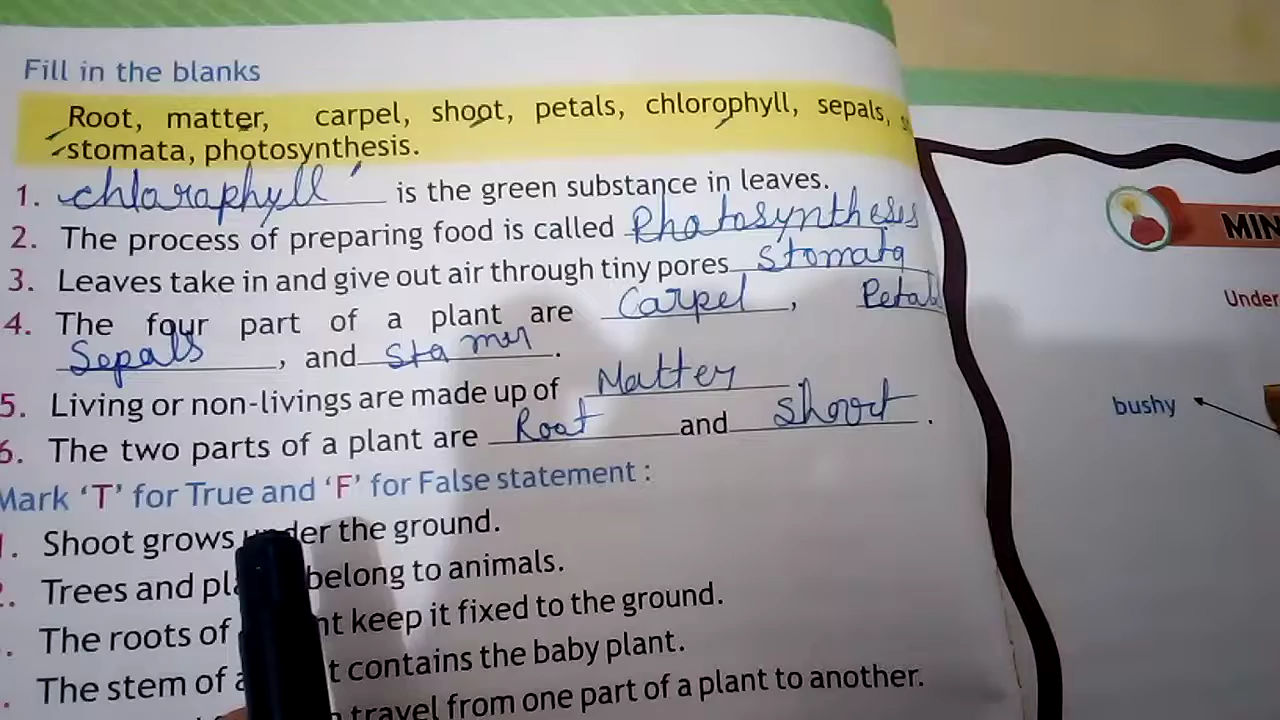 Fill in the blanks
Root, matter, carpel, shoot, petals, chlorophyll, sepals,
stomata, photosynthesis.
1. chloraphyll is the green substance in leaves.
2. The process of preparing food is called Photosynthesis
3. Leaves take in and give out air through tiny pores stomata
4. The four part of a plant are Carpel, Petals
Sepals, and
5. Living or non-livings are made up of Matter.
6. The two parts of a plant are Root and shoot.
Mark 'T' for True and 'F' for False statement :
1. Shoot grows under the ground.
2. Trees and belong to animals.
The roots of keep it fixed to the ground.
The stem of contains the baby plant.
travel from one part of a plant to another.
MIN
Under
bushy